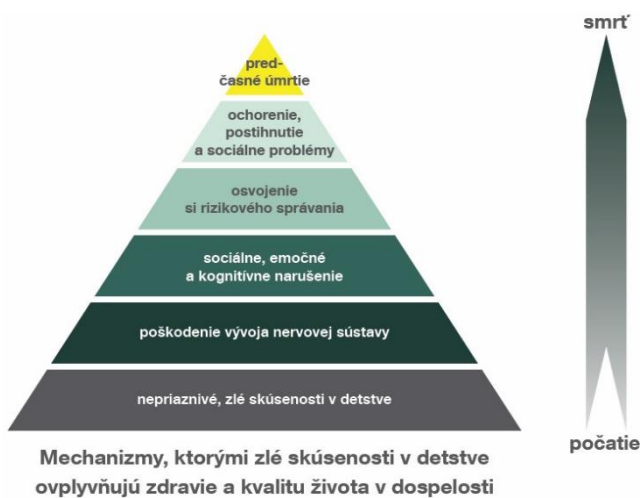 smrť
pred-
časné úmrtie
ochorenie,
postihnutie
a sociálne problémy
osvojenie
si rizikového správania
sociálne, emočné
a kognitívne narušenie
poškodenie vývoja nervovej sústavy
nepriaznivé, zlé skúsenosti v detstve
počatie
Mechanizmy, ktorými zlé skúsenosti v detstve
ovplyvňujú zdravie a kvalitu života v dospelosti